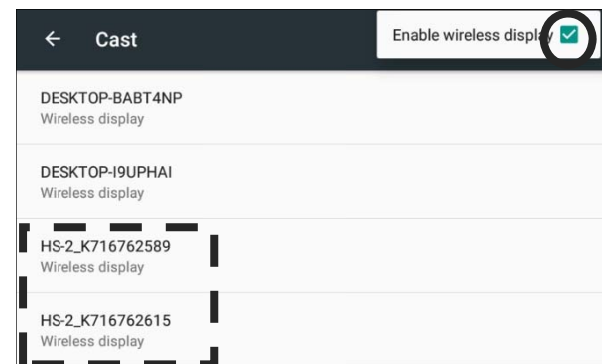 Cast
Enable wireless display
DESKTOP-BABT4NP
Wireless display
DESKTOP-I9UPHAI
Wireless display
HS-2_K716762589
Wireless display
HS-2_K716762615
Wireless display